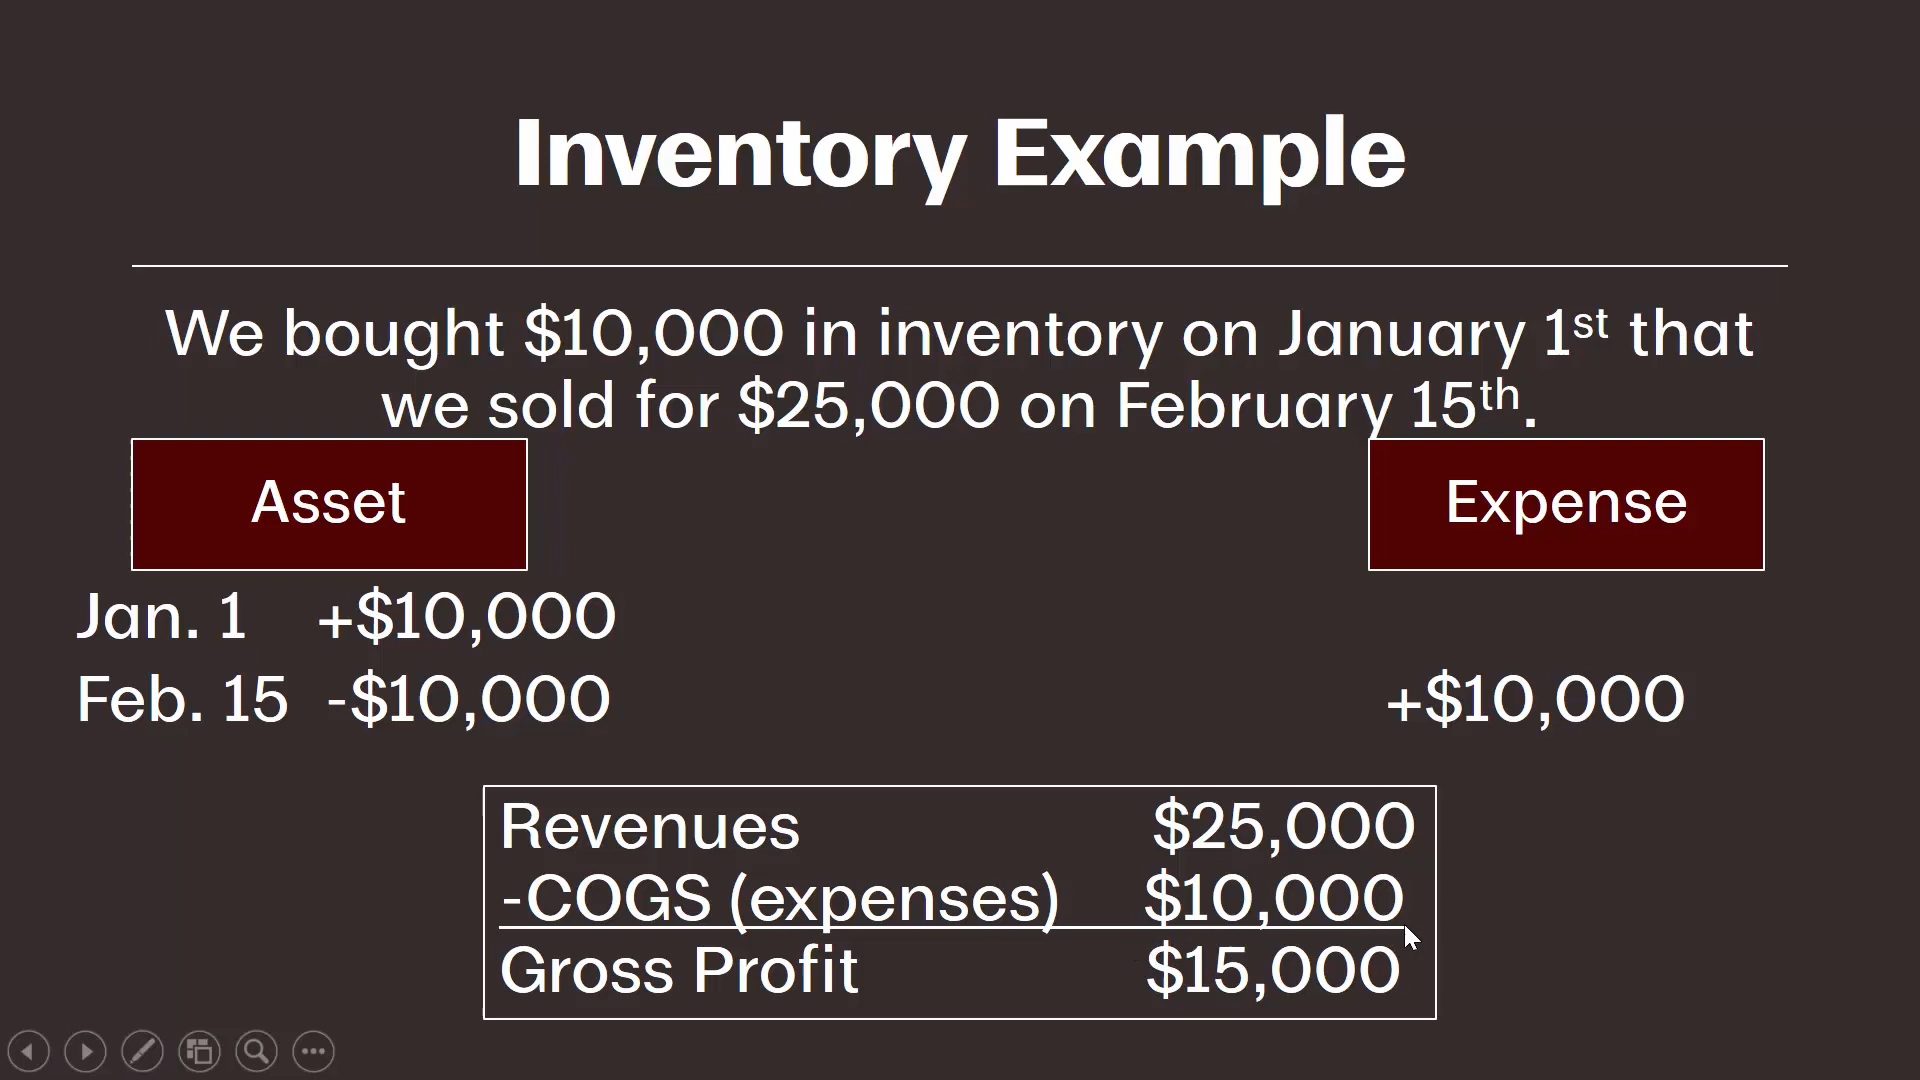 Inventory Example
We bought $10,000 in inventory on January 1st that
we sold for $25,000 on February 15th.
Asset
Expense
Jan. 1 +$10,000
Feb. 15 -$10,000 +$10,000
Revenues $25,000
-COGS (expenses) $10,000
Gross Profit $15,000